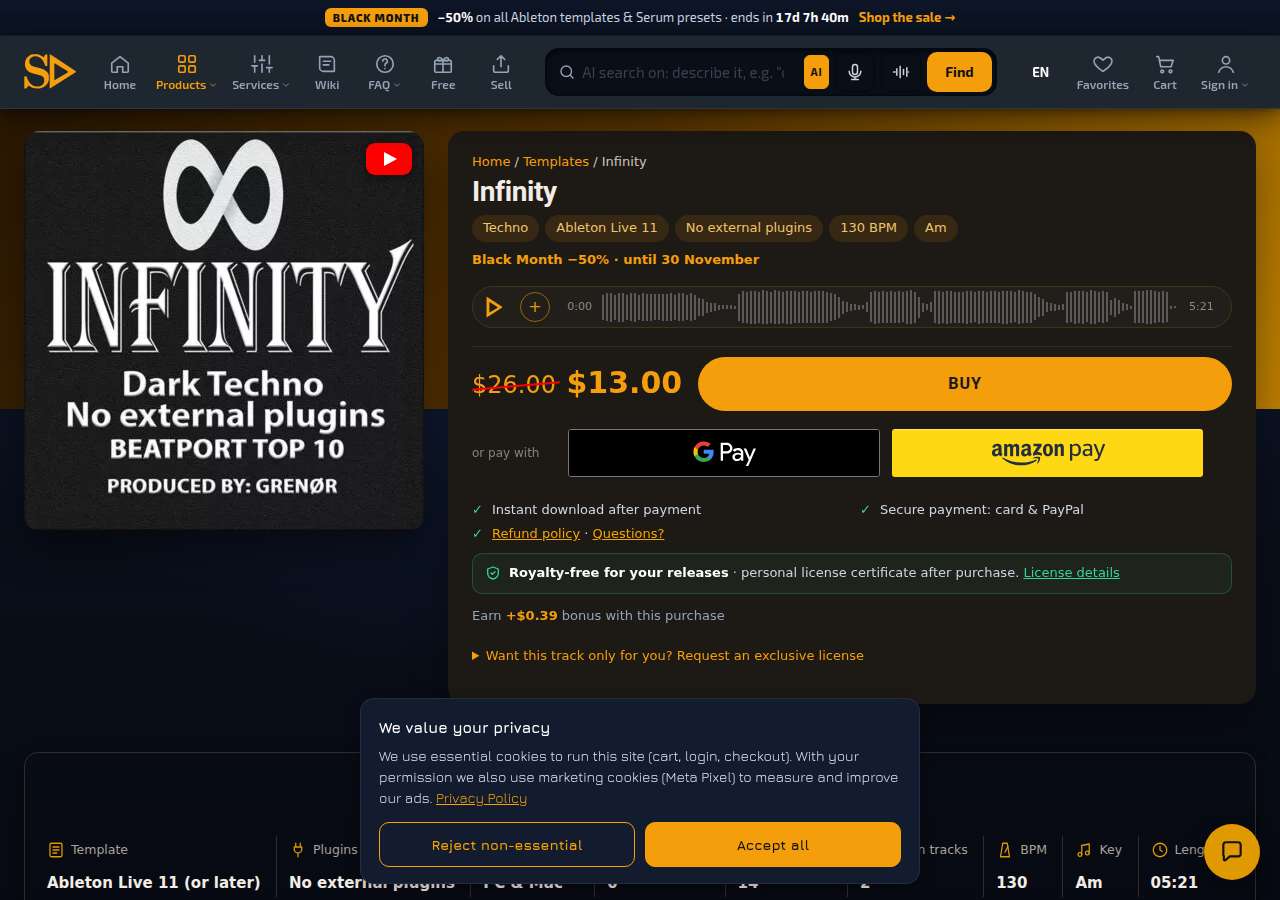 BLACK MONTH −50% on all Ableton templates & Serum presets · ends in 17d 7h 40m Shop the sale →
Home Products Services Wiki FAQ Free Sell
AI search on: describe it, e.g. AI Find
EN Favorites Cart Sign in
INFINITY
Dark Techno
No external plugins
BEATPORT TOP 10
PRODUCED BY: GRENØR
Home / Templates / Infinity
Infinity
Techno Ableton Live 11 No external plugins 130 BPM Am
Black Month −50% · until 30 November
0:00 5:21
$26.00 $13.00 BUY
or pay with G Pay amazon pay
✓ Instant download after payment ✓ Secure payment: card & PayPal
✓ Refund policy · Questions?
Royalty-free for your releases · personal license certificate after purchase. License details
Earn +$0.39 bonus with this purchase
Want this track only for you? Request an exclusive license
We value your privacy
We use essential cookies to run this site (cart, login, checkout). With your
permission we also use marketing cookies (Meta Pixel) to measure and improve
our ads. Privacy Policy
Reject non-essential Accept all
Template Plugins tracks BPM Key
Ableton Live 11 (or later) No external plugins 130 Am 05:21